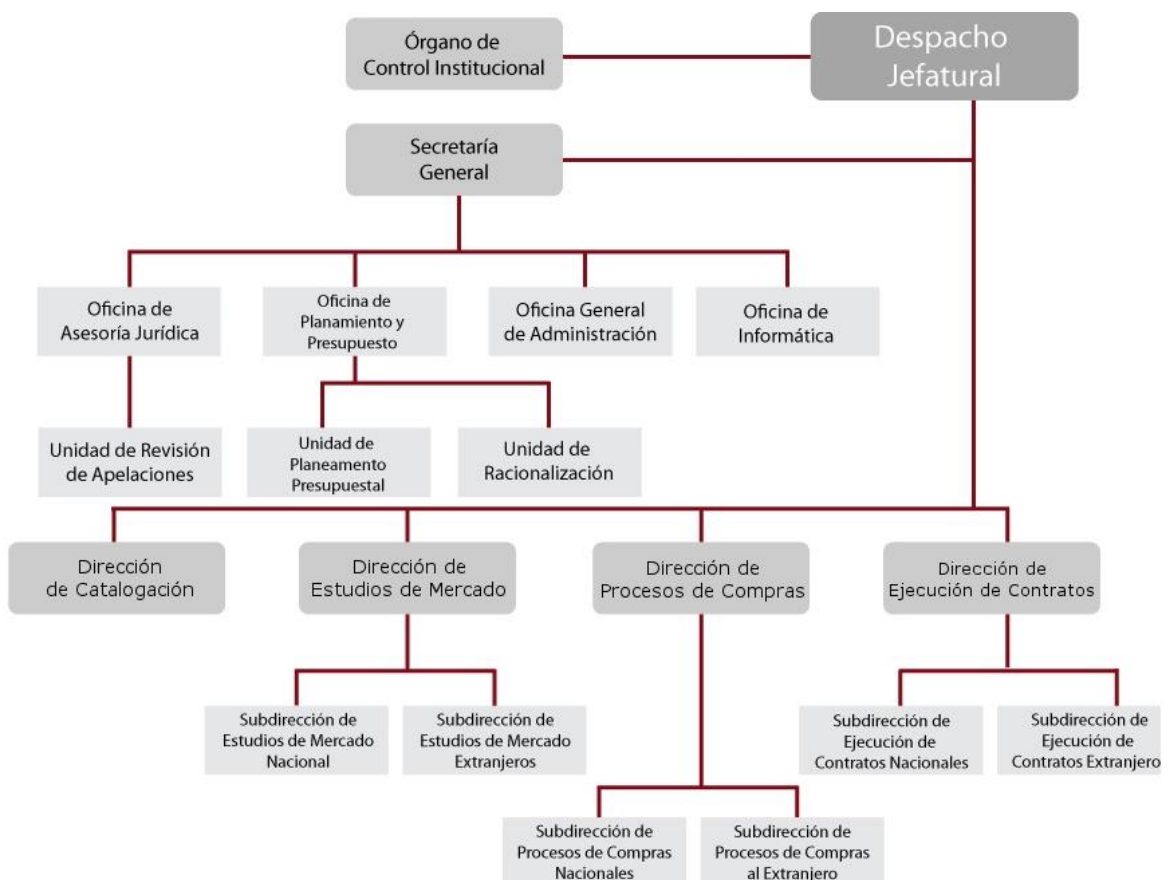 Órgano de
Control Institucional
Despacho
Jefatural
Secretaría
General
Oficina de
Asesoría Jurídica
Oficina de
Planamiento y
Presupuesto
Oficina General
de Administración
Oficina de
Informática
Unidad de Revisión
de Apelaciones
Unidad de
Planeamento
Presupuestal
Unidad de
Racionalización
Dirección
de Catalogación
Dirección de
Estudios de Mercado
Dirección de
Procesos de Compras
Dirección de
Ejecución de Contratos
Subdirección de
Estudios de Mercado
Nacional
Subdirección de
Estudios de Mercado
Extranjeros
Subdirección de
Ejecución de
Contratos Nacionales
Subdirección de
Ejecución de
Contratos Extranjero
Subdirección de
Procesos de Compras
Nacionales
Subdirección de
Procesos de Compras
al Extranjero